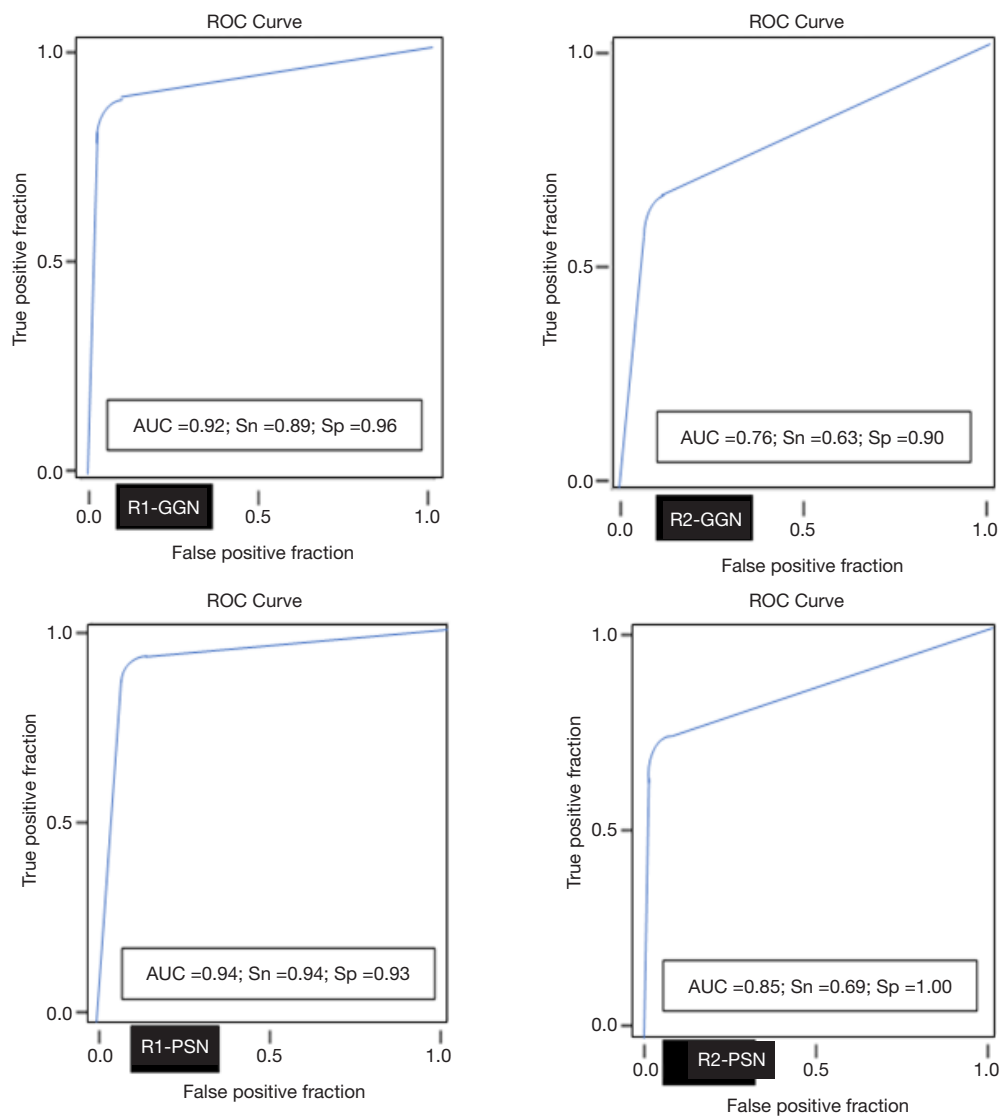 ROC Curve
1.0
0.5
0.0
True positive fraction
AUC =0.92; Sn =0.89; Sp =0.96
0.0
R1-GGN
0.5
1.0
False positive fraction
ROC Curve
1.0
0.5
0.0
True positive fraction
AUC =0.76; Sn =0.63; Sp =0.90
0.0
R2-GGN
0.5
1.0
False positive fraction
ROC Curve
1.0
0.5
0.0
True positive fraction
AUC =0.94; Sn =0.94; Sp =0.93
0.0
R1-PSN
0.5
1.0
False positive fraction
ROC Curve
1.0
0.5
0.0
True positive fraction
AUC =0.85; Sn =0.69; Sp =1.00
0.0
R2-PSN
0.5
1.0
False positive fraction